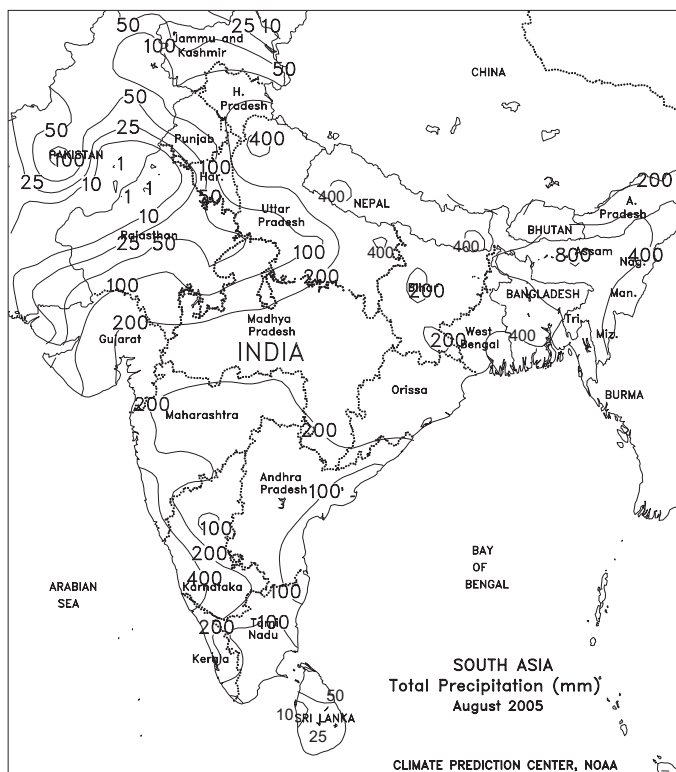 50
25
10
100
Jammu and
Kashmir
50
CHINA
H.
Pradesh
50
50
25
Punjab
400
PAKISTAN
100
1
100
Har.
25
10
1
1
50
400
NEPAL
200
A.
Pradesh
10
Uttar
Pradesh
Rajasthan
25
50
BHUTAN
100
400
400
Assam
800
400
Nag.
100
200
Bihar
200
BANGLADESH
Man.
200
Madhya
Pradesh
Tri.
Gujarat
INDIA
200
West
Bengal
400
Miz.
Orissa
BURMA
200
Maharashtra
200
Andhra
Pradesh
100
100
200
BAY
OF
BENGAL
ARABIAN
SEA
400
Karnataka
100
200
100
Tamil
Nadu
Kerala
SOUTH ASIA
Total Precipitation (mm)
August 2005
50
10
SRI LANKA
25
CLIMATE PREDICTION CENTER, NOAA